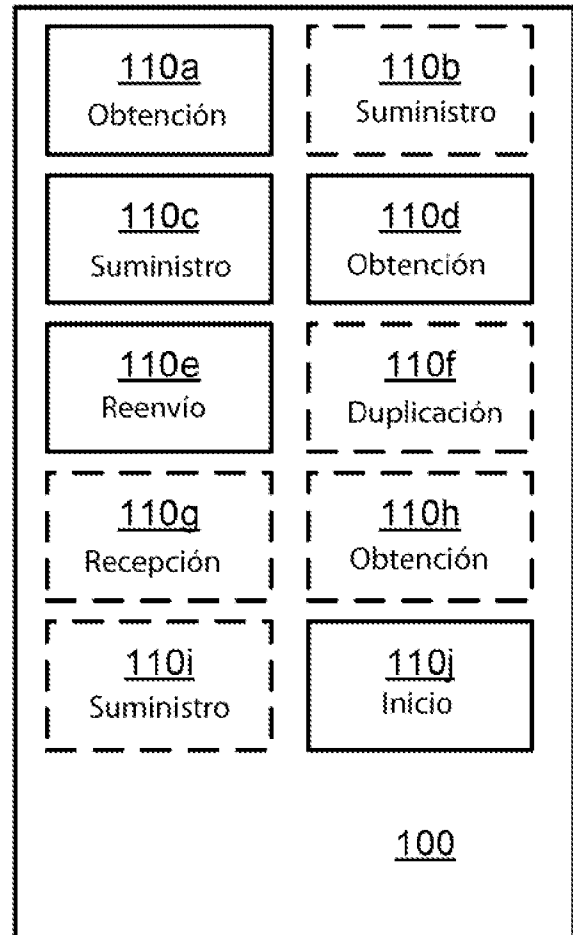 110a
Obtención
110b
Suministro
110c
Suministro
110d
Obtención
110e
Reenvío
110f
Duplicación
110g
Recepción
110h
Obtención
110i
Suministro
110j
Inicio
100